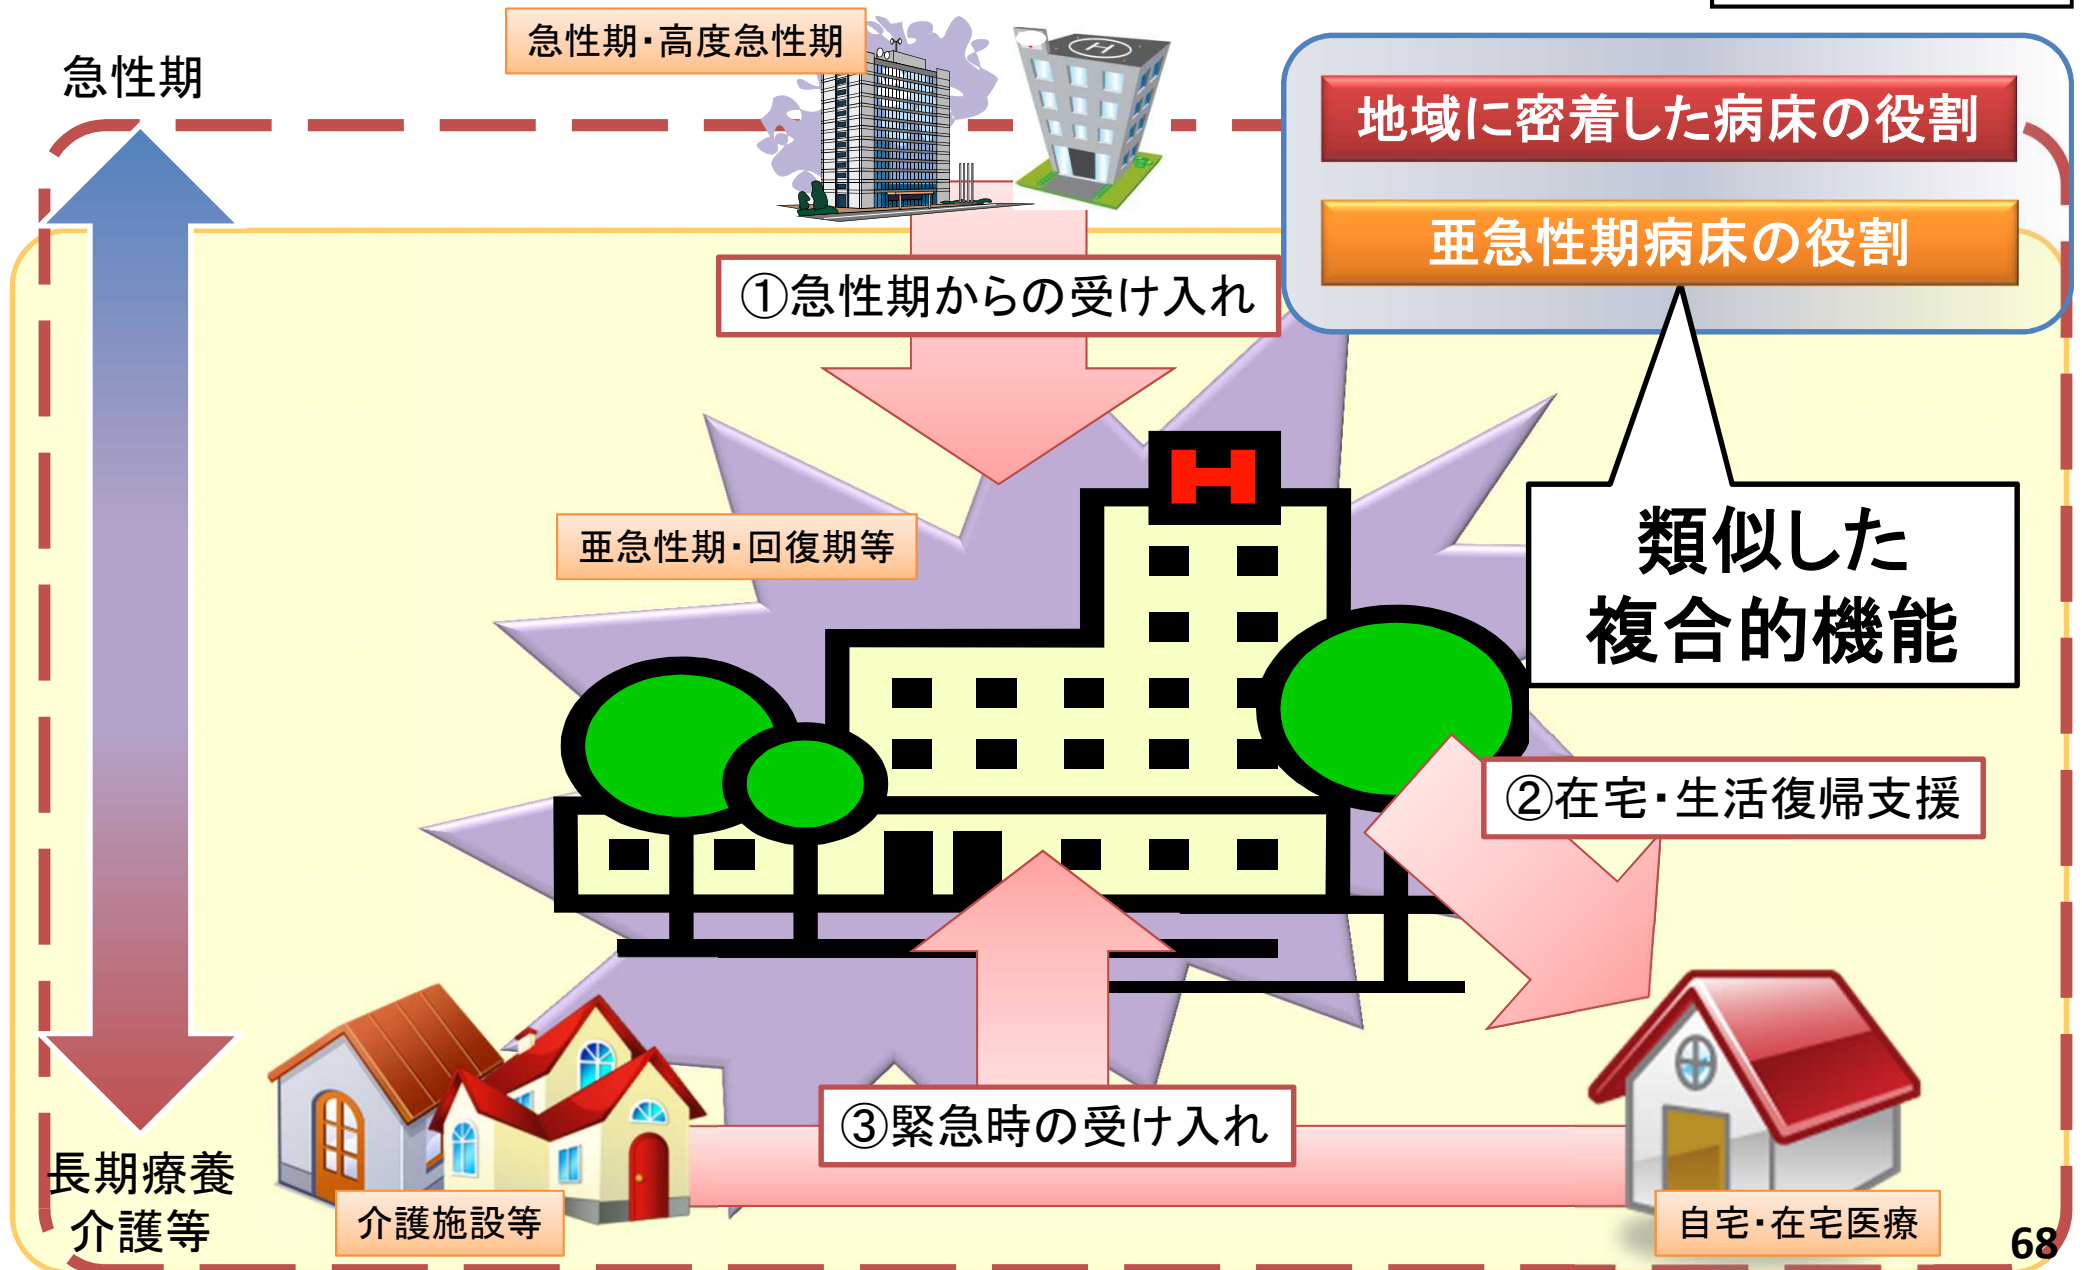 急性期・高度急性期
急性期
地域に密着した病床の役割
亜急性期病床の役割
①急性期からの受け入れ
H
亜急性期・回復期等
類似した
複合的機能
②在宅・生活復帰支援
③緊急時の受け入れ
長期療養
介護等
介護施設等
自宅・在宅医療
68